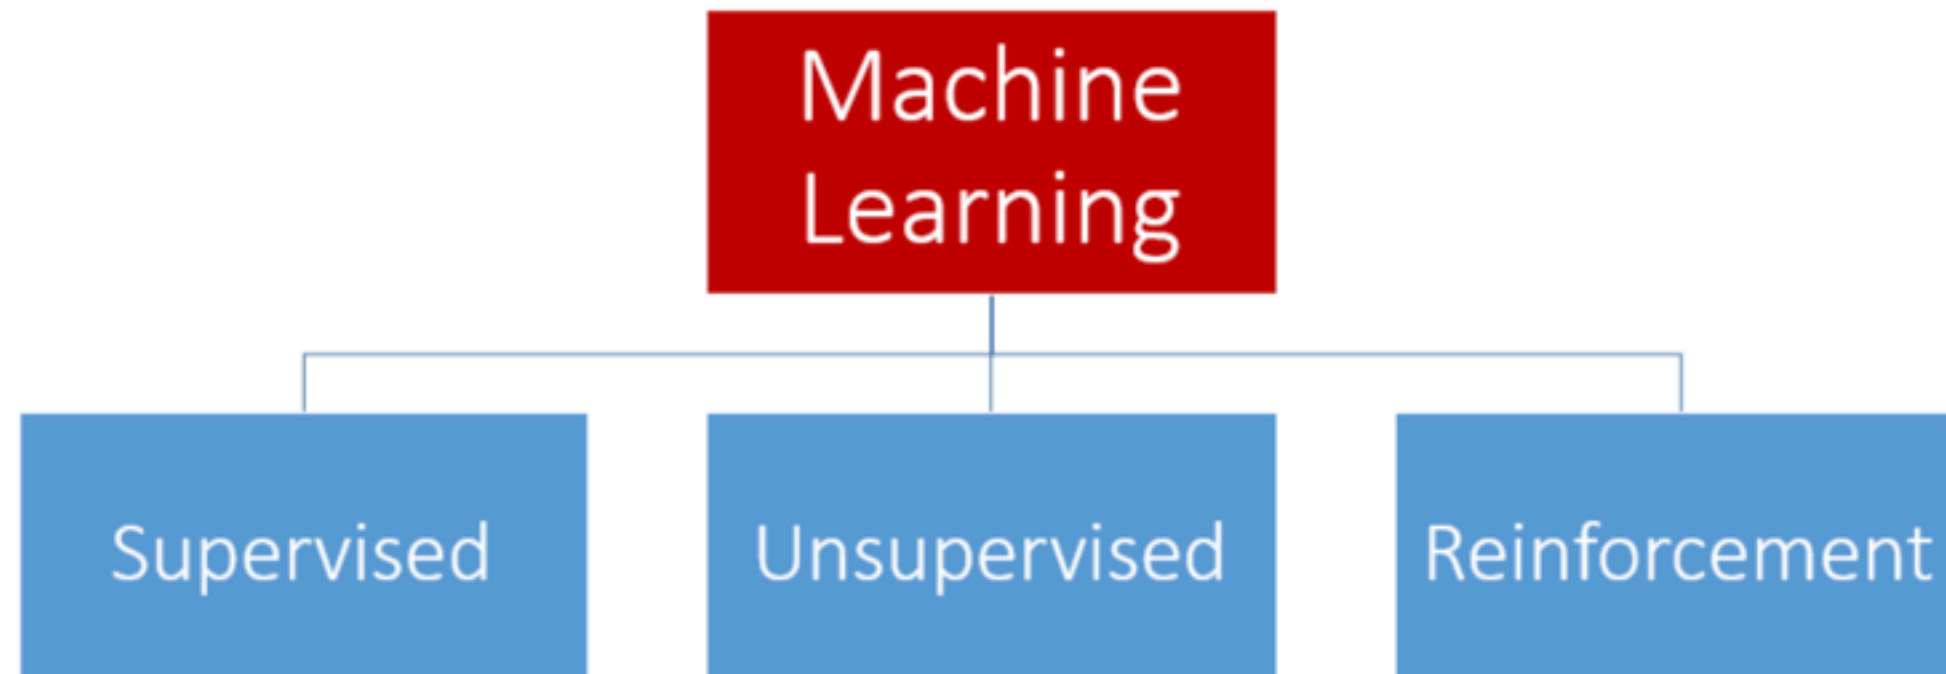 Machine
Learning
Supervised
Unsupervised
Reinforcement